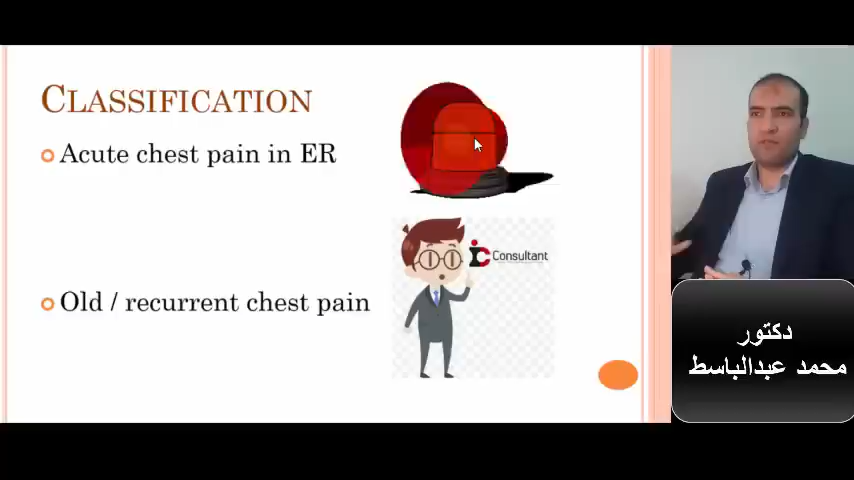 CLASSIFICATION
Acute chest pain in ER
Consultant
Old / recurrent chest pain
دكتور
محمد عبدالباسط